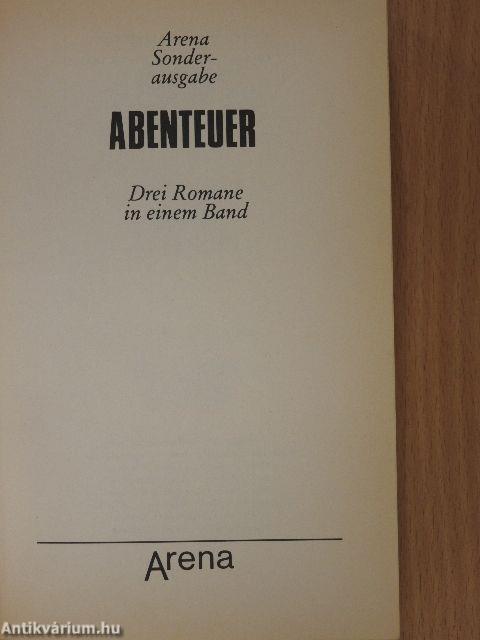 Arena
Sonder-
ausgabe
ABENTEUER
Drei Romane
in einem Band
Arena
Antikvárium.hu